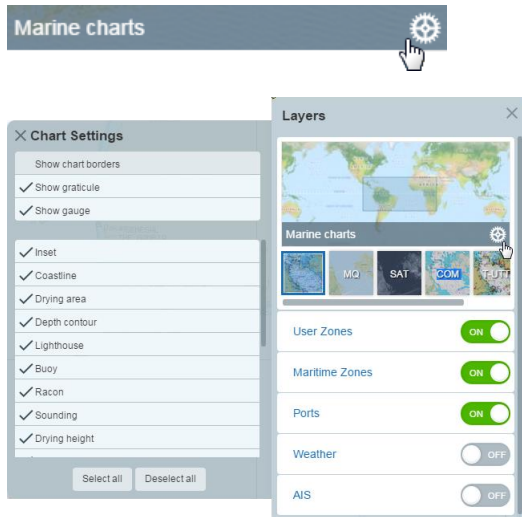 Marine charts
Chart Settings
Show chart borders
Show graticule
Show gauge
Inset
Coastline
Drying area
Depth contour
Lighthouse
Buoy
Racon
Sounding
Drying height
Select all
Deselect all
Layers
Marine charts
MQ
SAT
COM
T-UTT
User Zones
ON
Maritime Zones
ON
Ports
ON
Weather
OFF
AIS
OFF